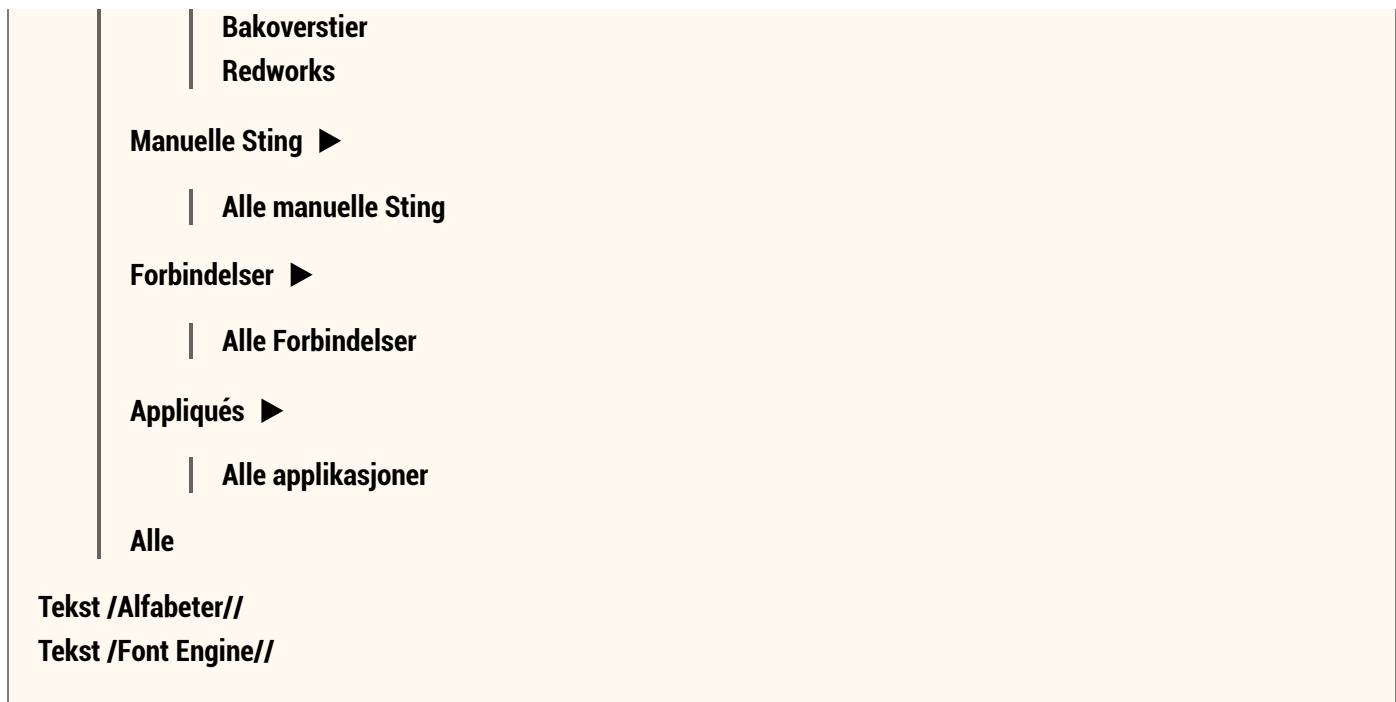 Bakoverstier
Redworks
Manuelle Sting ▶
Alle manuelle Sting
Forbindelser ▶
Alle Forbindelser
Appliqués ▶
Alle applikasjoner
Alle
Tekst /Alfabeter//
Tekst /Font Engine//